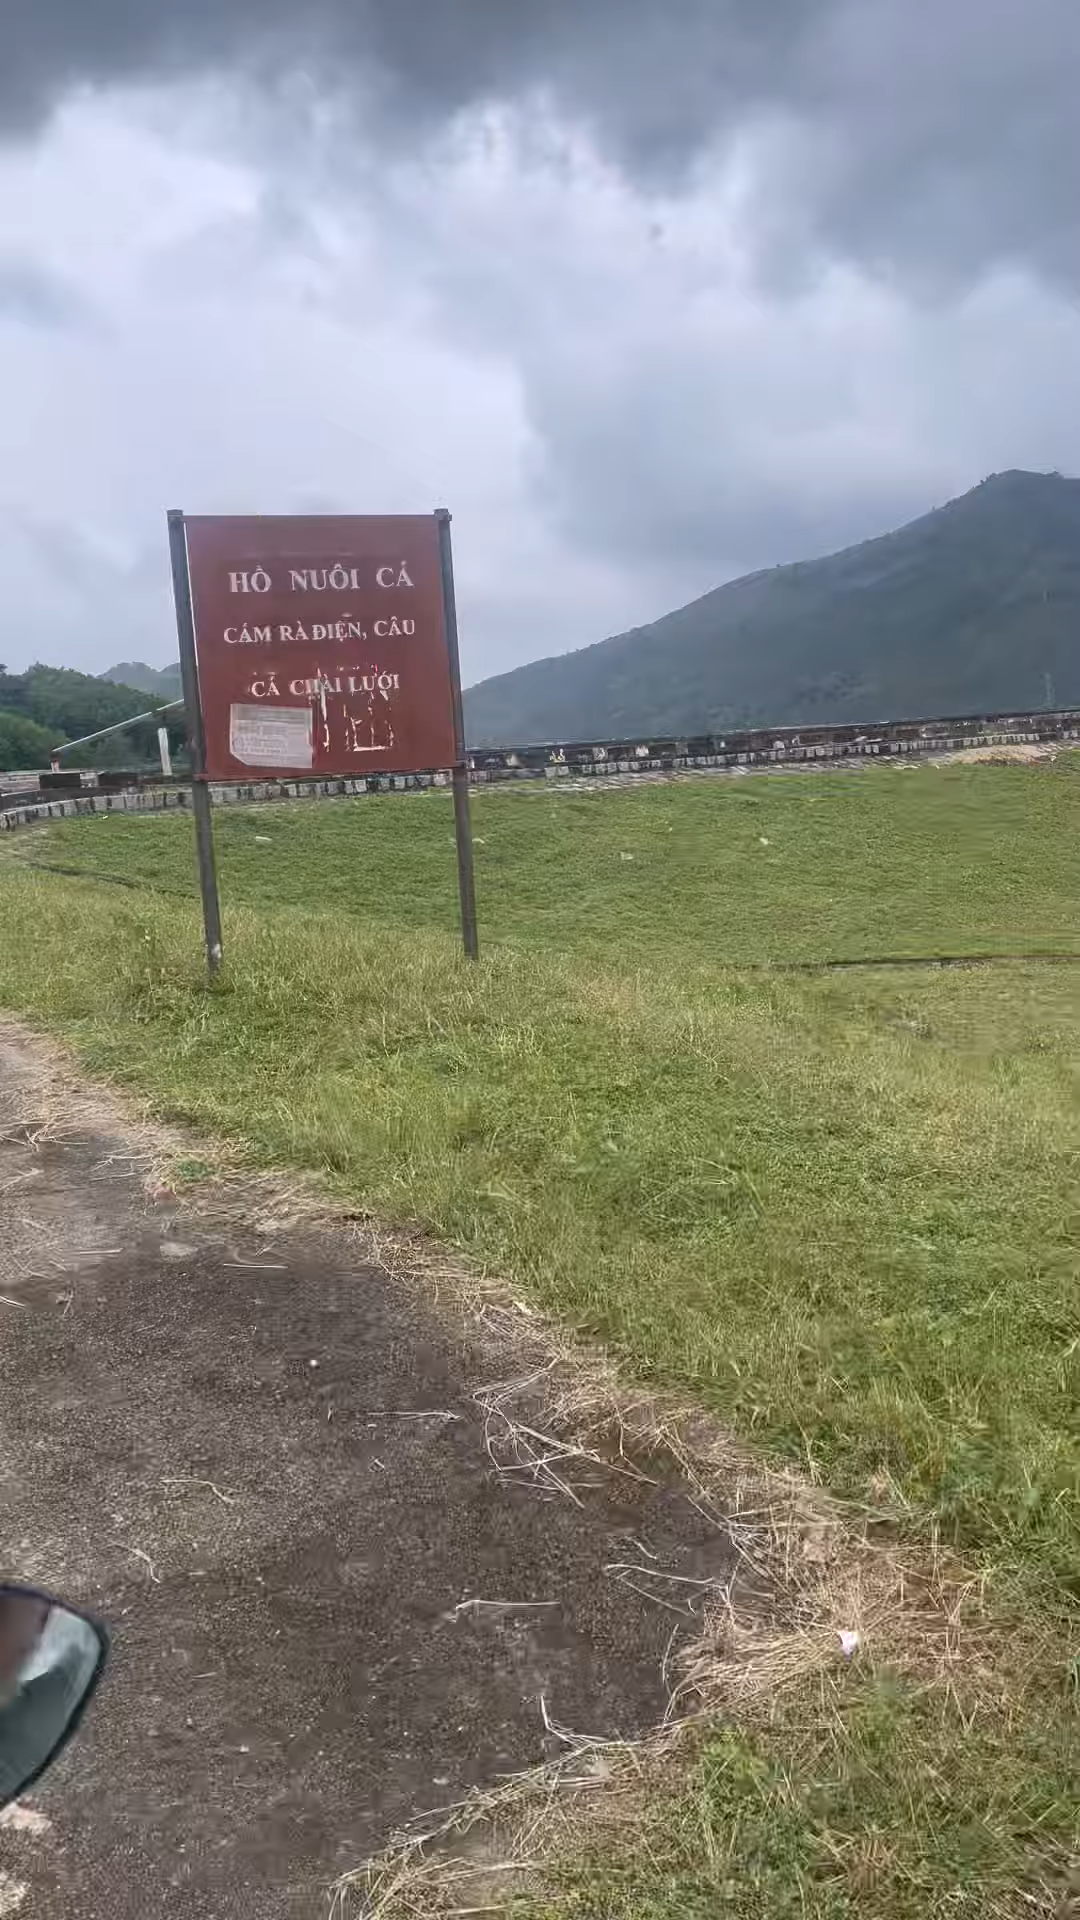 HỒ NUÔI CÁ
CẤM RÀ ĐIỆN, CÂU
CÁ CHÀI LƯỚI